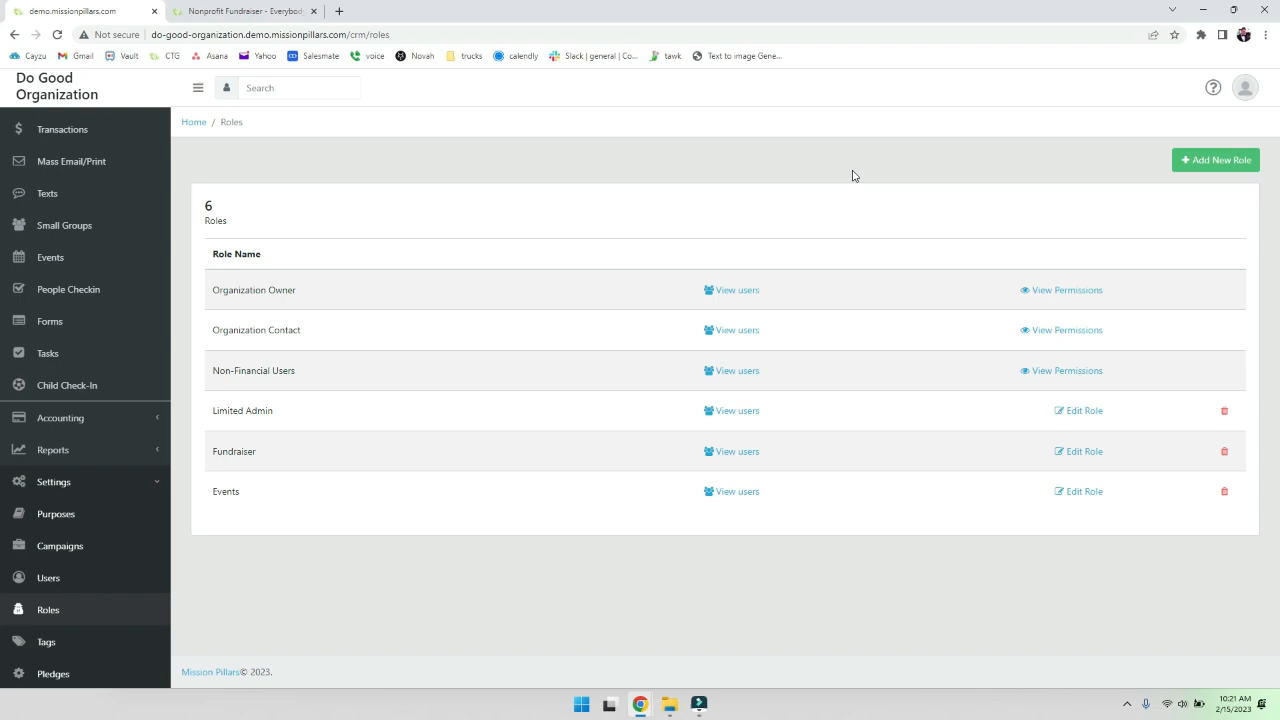 demo.missionpillars.com
Nonprofit Fundraiser - Everybody
Not secure
do-good-organization.demo.missionpillars.com/crm/roles
Cayzu
Gmail
Vault
CTG
Asana
Yahoo
Salesmate
voice
Novah
trucks
calendly
Slack | general | Co...
tawk
Text to image Gene...
Do Good
Organization
Search
Transactions
Mass Email/Print
Texts
Small Groups
Events
People Checkin
Forms
Tasks
Child Check-In
Accounting
Reports
Settings
Purposes
Campaigns
Users
Roles
Tags
Pledges
Home / Roles
+ Add New Role
6
Roles
Role Name
Organization Owner View users View Permissions
Organization Contact View users View Permissions
Non-Financial Users View users View Permissions
Limited Admin View users Edit Role
Fundraiser View users Edit Role
Events View users Edit Role
Mission Pillars© 2023.
10:21 AM
2/15/2023